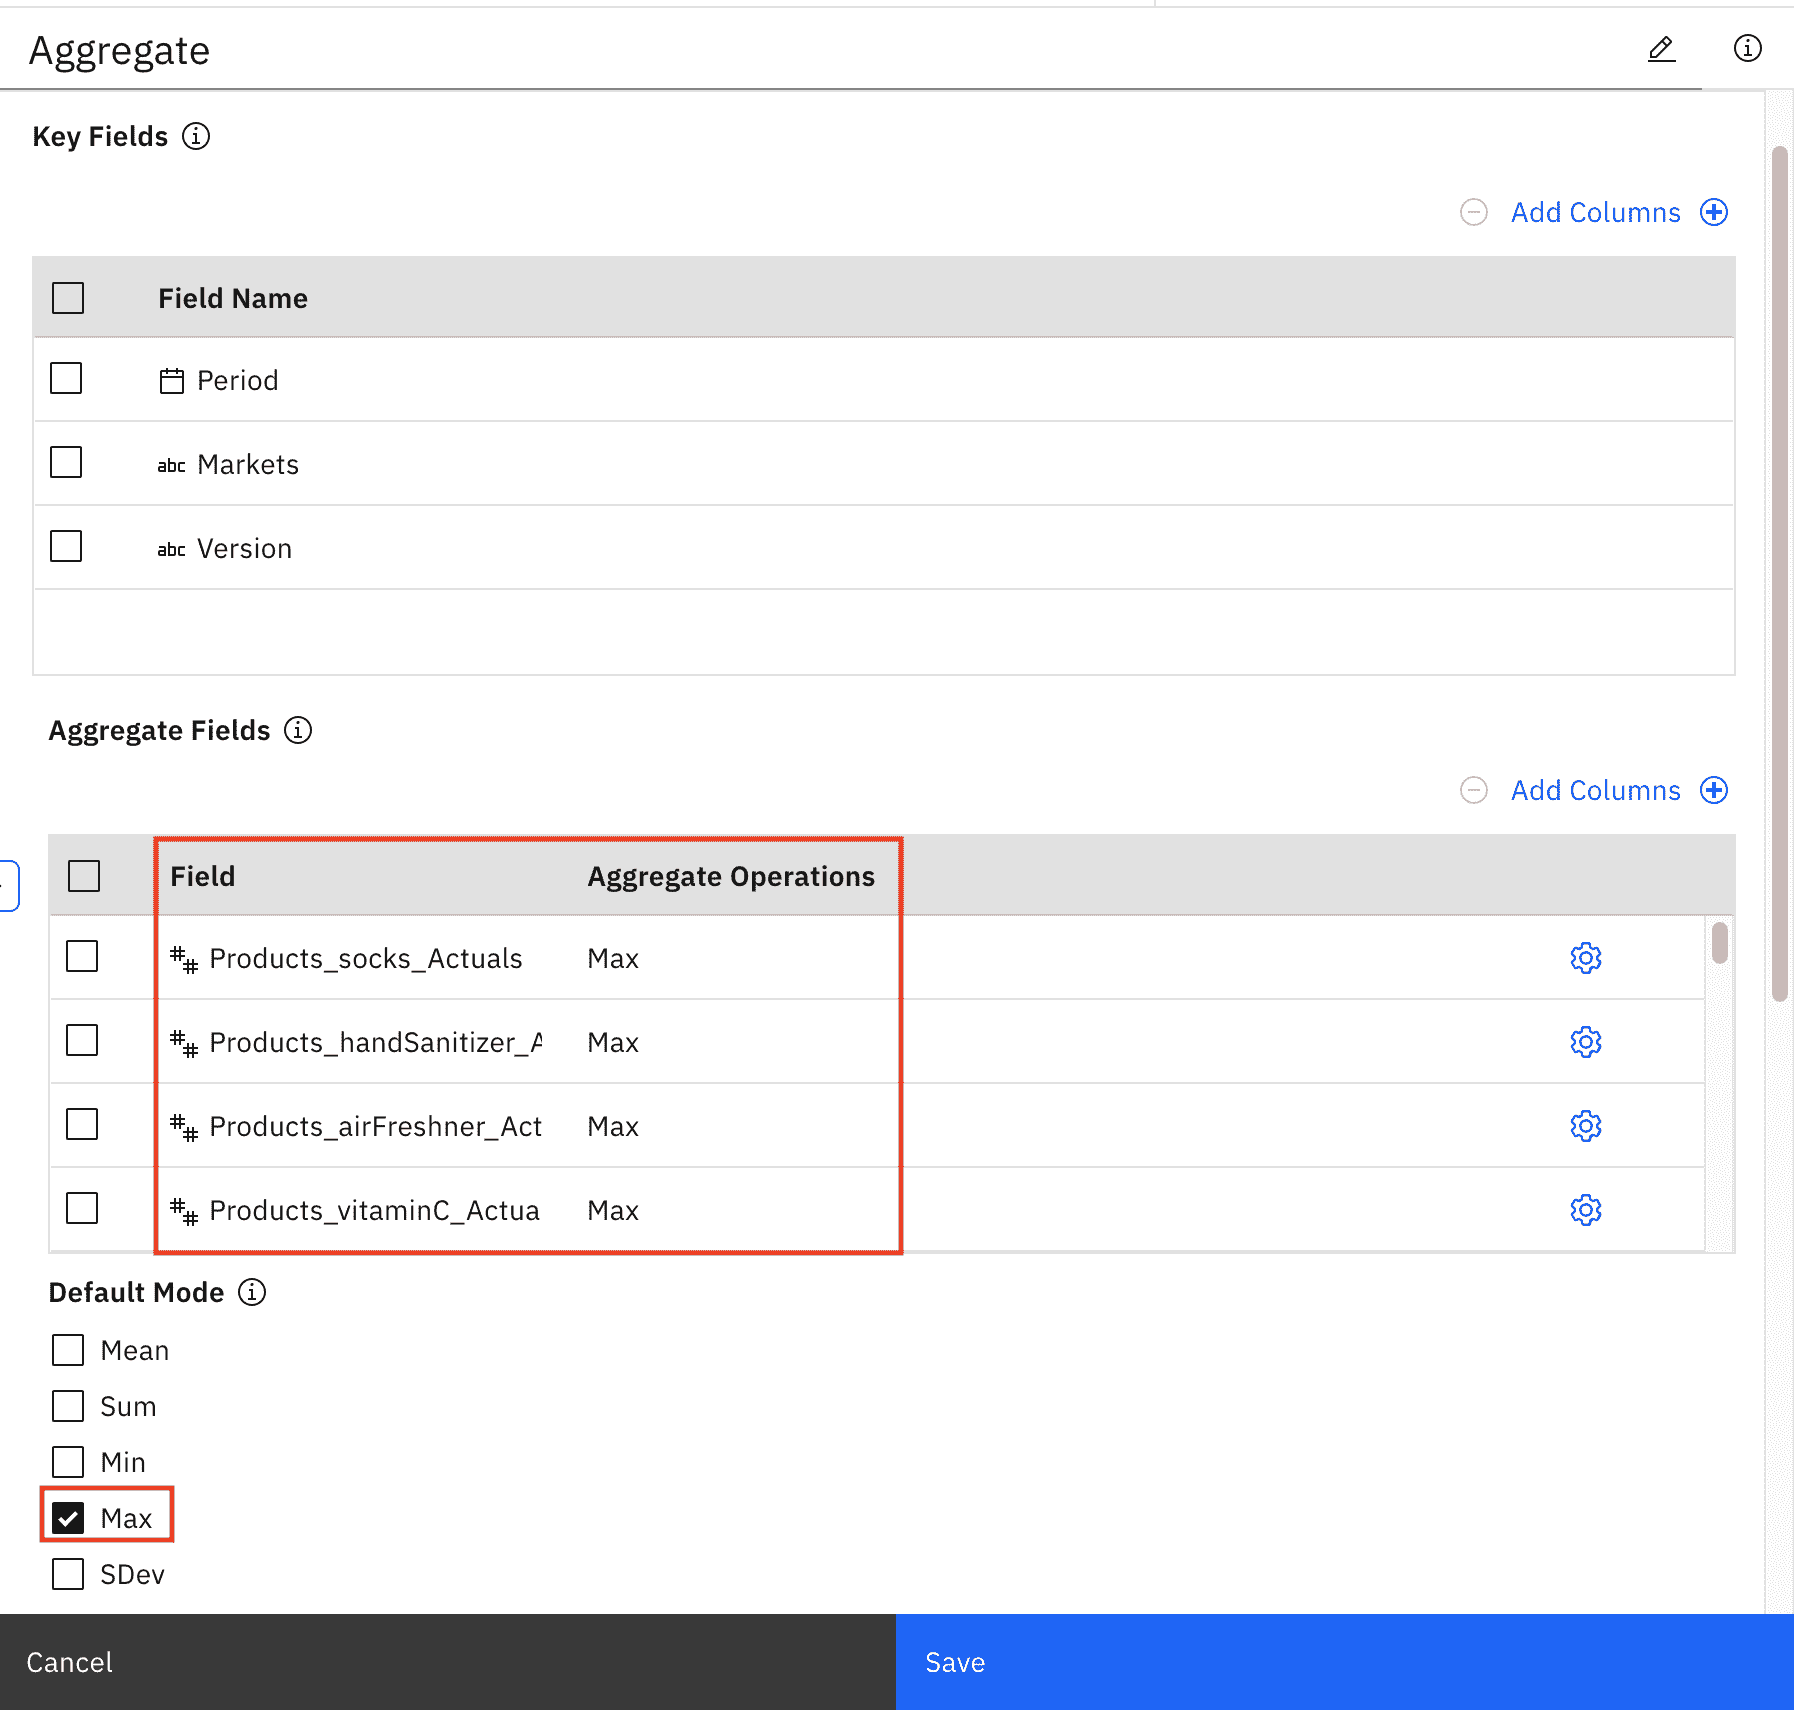 Aggregate
Key Fields
Add Columns
Field Name
Period
abc Markets
abc Version
Aggregate Fields
Add Columns
Field Aggregate Operations
Products_socks_Actuals Max
Products_handSanitizer_A Max
Products_airFreshner_Act Max
Products_vitaminC_Actua Max
Default Mode
Mean
Sum
Min
Max
SDev
Cancel Save